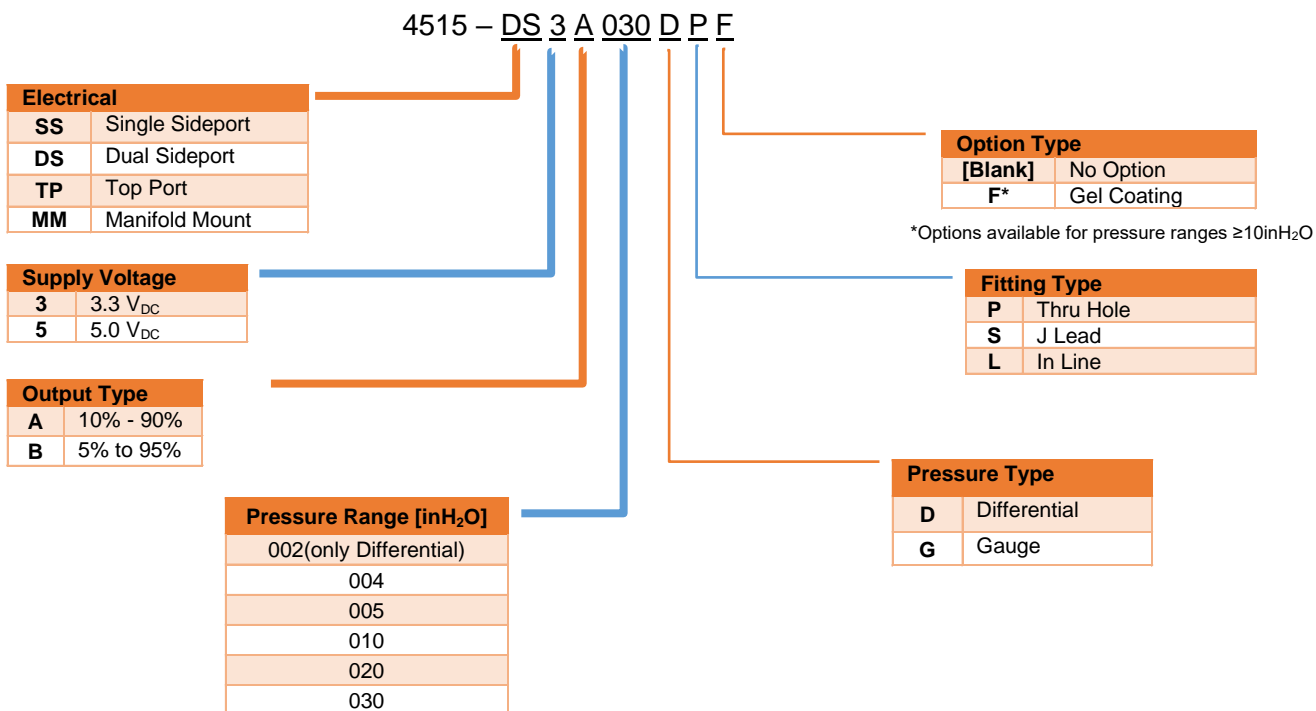 4515 – DS 3 A 030 D P F
Electrical
SS Single Sideport
DS Dual Sideport
TP Top Port
MM Manifold Mount
Supply Voltage
3 3.3 VDC
5 5.0 VDC
Output Type
A 10% - 90%
B 5% to 95%
Pressure Range [inH₂O]
002(only Differential)
004
005
010
020
030
Option Type
[Blank] No Option
F* Gel Coating
*Options available for pressure ranges ≥10inH₂O
Fitting Type
P Thru Hole
S J Lead
L In Line
Pressure Type
D Differential
G Gauge